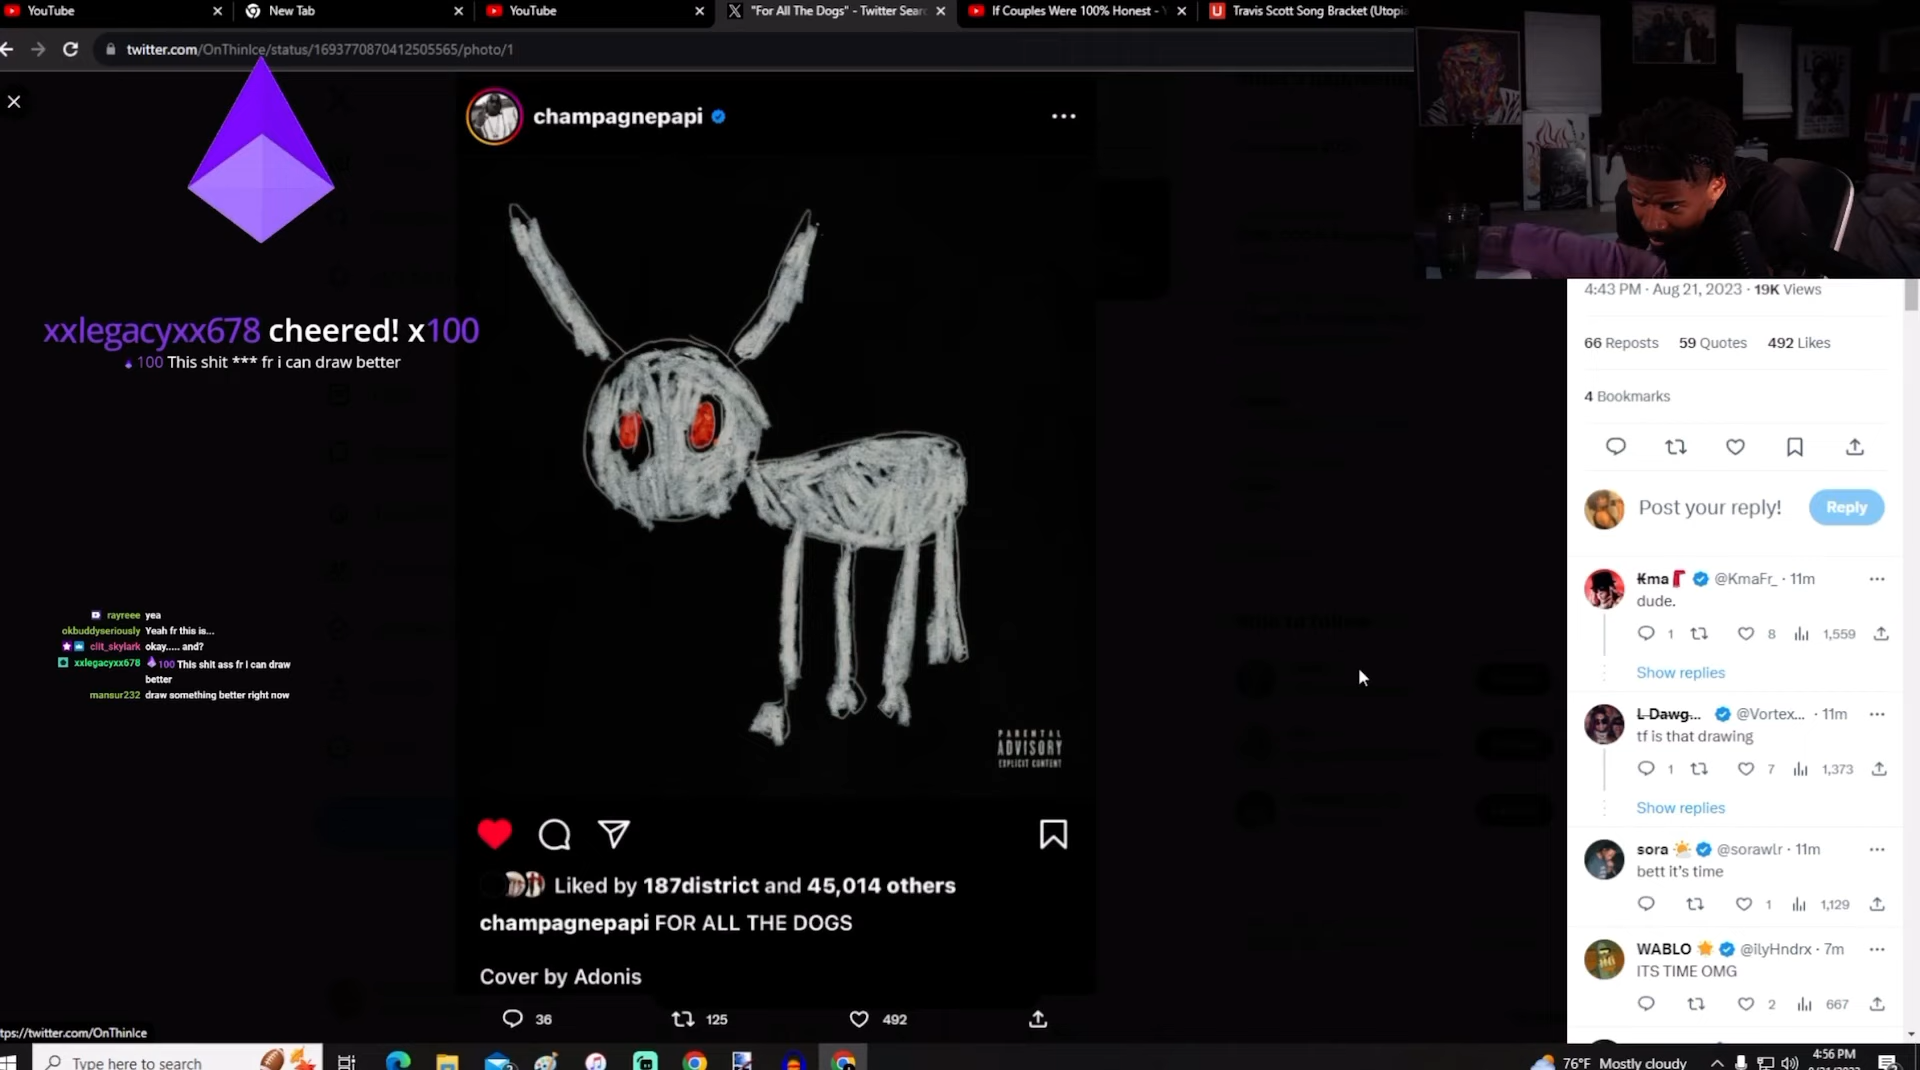 YouTube
New Tab
YouTube
"For All The Dogs" - Twitter Sear
If Couples Were 100% Honest - Y
Travis Scott Song Bracket (Utopi
twitter.com/OnThinIce/status/1693770870412505565/photo/1
champagnepapi
xxlegacyxx678 cheered! x100
100 This shit *** fr i can draw better
rayreee yea
okbuddyseriously Yeah fr this is...
clit_skylark okay..... and?
xxlegacyxx678 100 This shit ass fr I can draw
better
mansur232 draw something better right now
PARENTAL
ADVISORY
EXPLICIT CONTENT
Liked by 187district and 45,014 others
champagnepapi FOR ALL THE DOGS
Cover by Adonis
36 125 492
4:43 PM · Aug 21, 2023 · 19K Views
66 Reposts 59 Quotes 492 Likes
4 Bookmarks
Post your reply! Reply
Kma @KmaFr_ · 11m
dude.
1 8 1,559
Show replies
L Dawg... @Vortex... · 11m
tf is that drawing
1 7 1,373
Show replies
sora @sorawlr · 11m
bett it's time
1 1,129
WABLO @ilyHndrx · 7m
ITS TIME OMG
2 667
tps://twitter.com/OnThinIce
Type here to search
76°F Mostly cloudy
4:56 PM